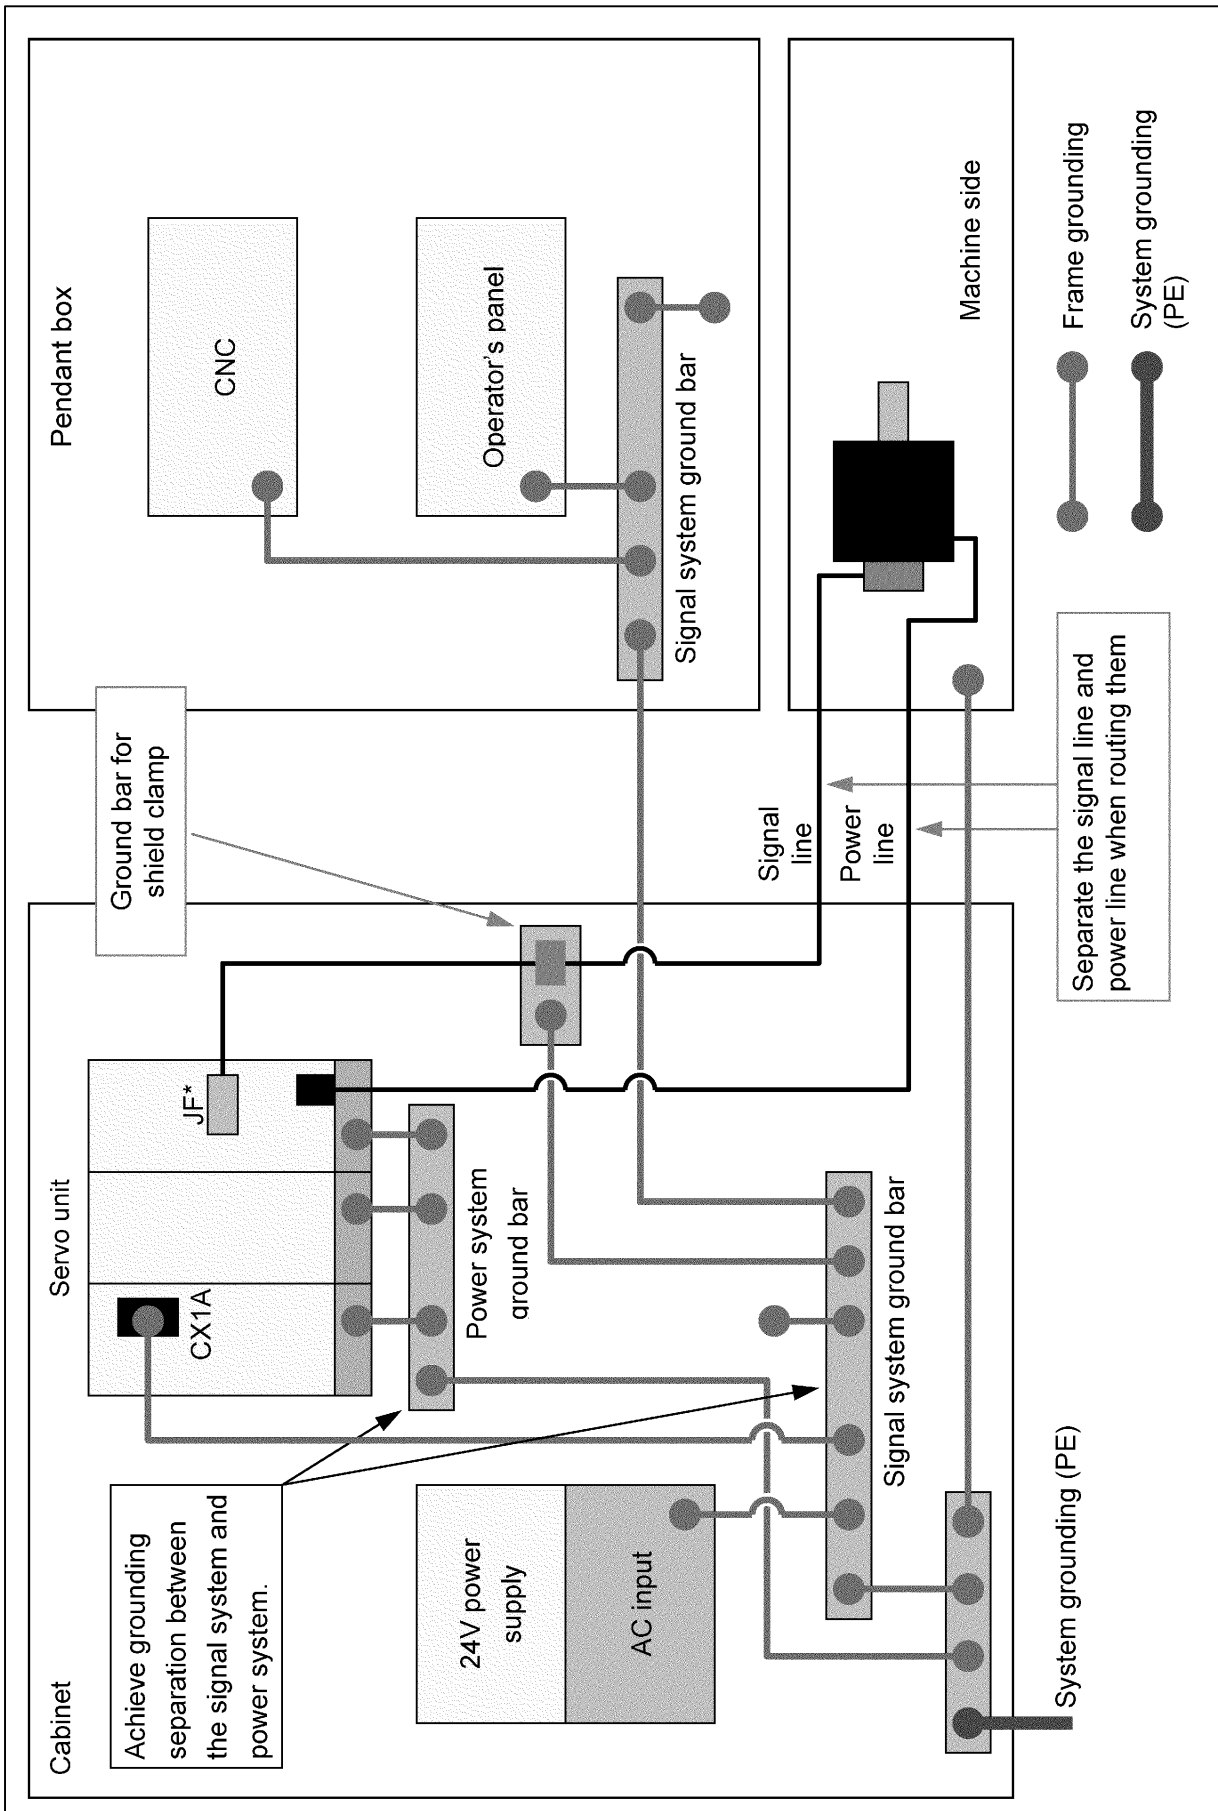 Cabinet
Servo unit
Achieve grounding
separation between
the signal system and
power system.
CX1A
JF*
Ground bar for
shield clamp
Power system
ground bar
24V power
supply
AC input
Signal system ground bar
System grounding (PE)
Pendant box
CNC
Operator's panel
Signal system ground bar
Signal
line
Power
line
Machine side
Separate the signal line and
power line when routing them
Frame grounding
System grounding
(PE)